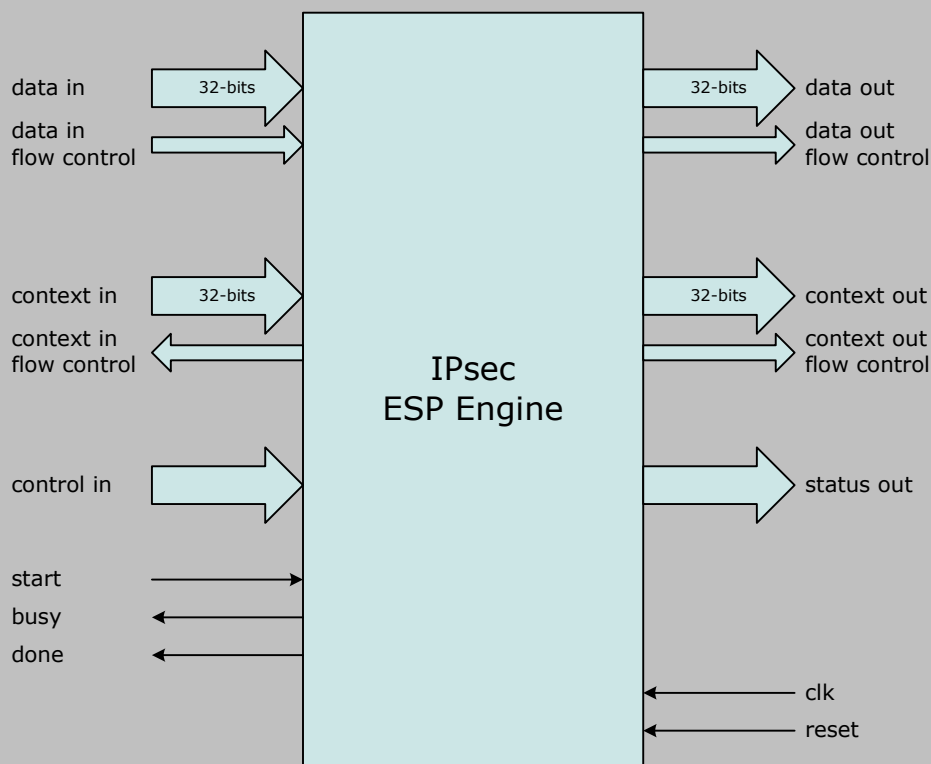 data in
32-bits
32-bits
data out
data in
flow control
data out
flow control
context in
32-bits
32-bits
context out
context in
flow control
context out
flow control
IPsec
ESP Engine
control in
status out
start
busy
done
clk
reset